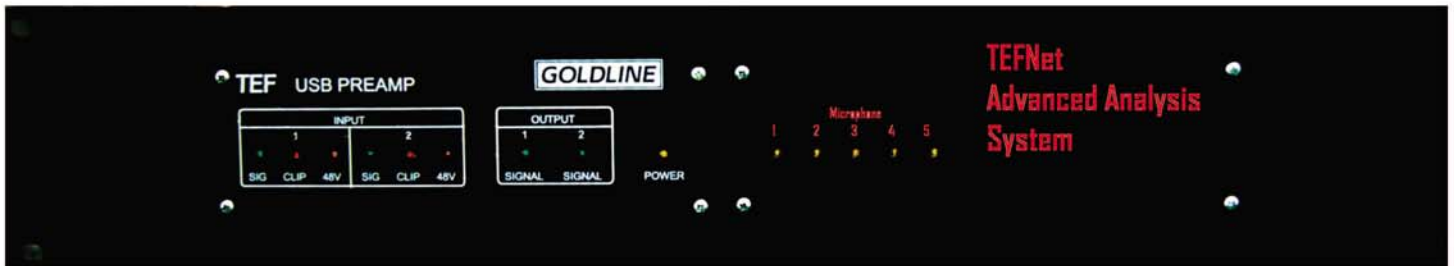 TEF USB PREAMP
GOLDLINE
INPUT
1 2
SIG CLIP 48V SIG CLIP 48V
OUTPUT
1 2
SIGNAL SIGNAL
POWER
Microphone
1 2 3 4 5
TEFNet
Advanced Analysis
System